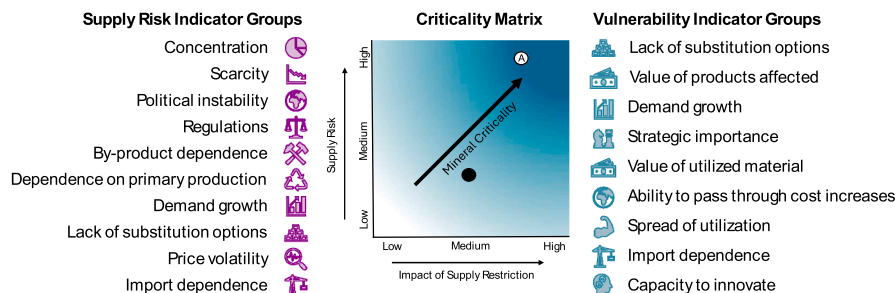 Supply Risk Indicator Groups
Concentration
Scarcity
Political instability
Regulations
By-product dependence
Dependence on primary production
Demand growth
Lack of substitution options
Price volatility
Import dependence
Criticality Matrix
Supply Risk
High
Medium
Low
A
Mineral Criticality
Low
Medium
High
Impact of Supply Restriction
Vulnerability Indicator Groups
Lack of substitution options
Value of products affected
Demand growth
Strategic importance
Value of utilized material
Ability to pass through cost increases
Spread of utilization
Import dependence
Capacity to innovate